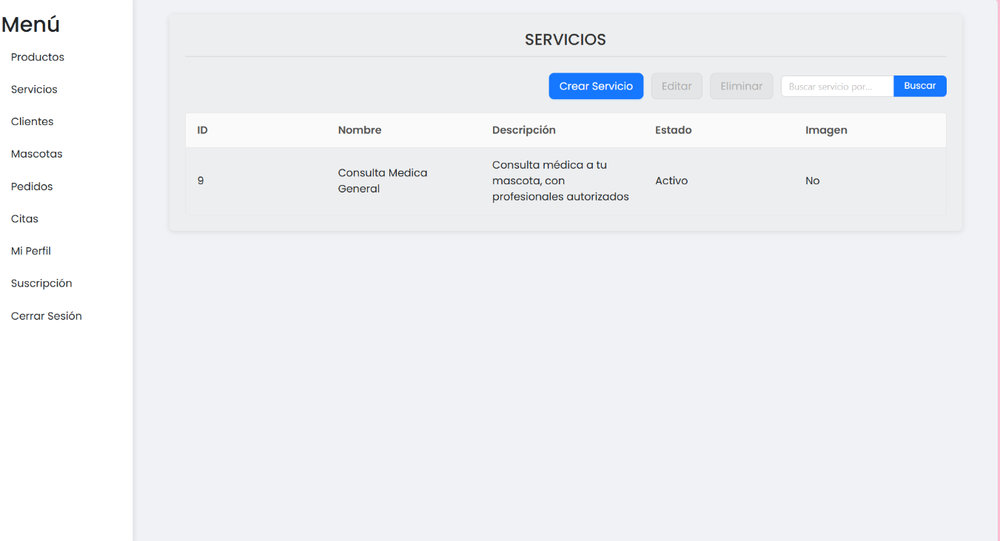 Menú
Productos
Servicios
Clientes
Mascotas
Pedidos
Citas
Mi Perfil
Suscripción
Cerrar Sesión
SERVICIOS
Crear Servicio Editar Eliminar Buscar servicio por... Buscar
ID Nombre Descripción Estado Imagen
9 Consulta Medica General Consulta médica a tu mascota, con profesionales autorizados Activo No